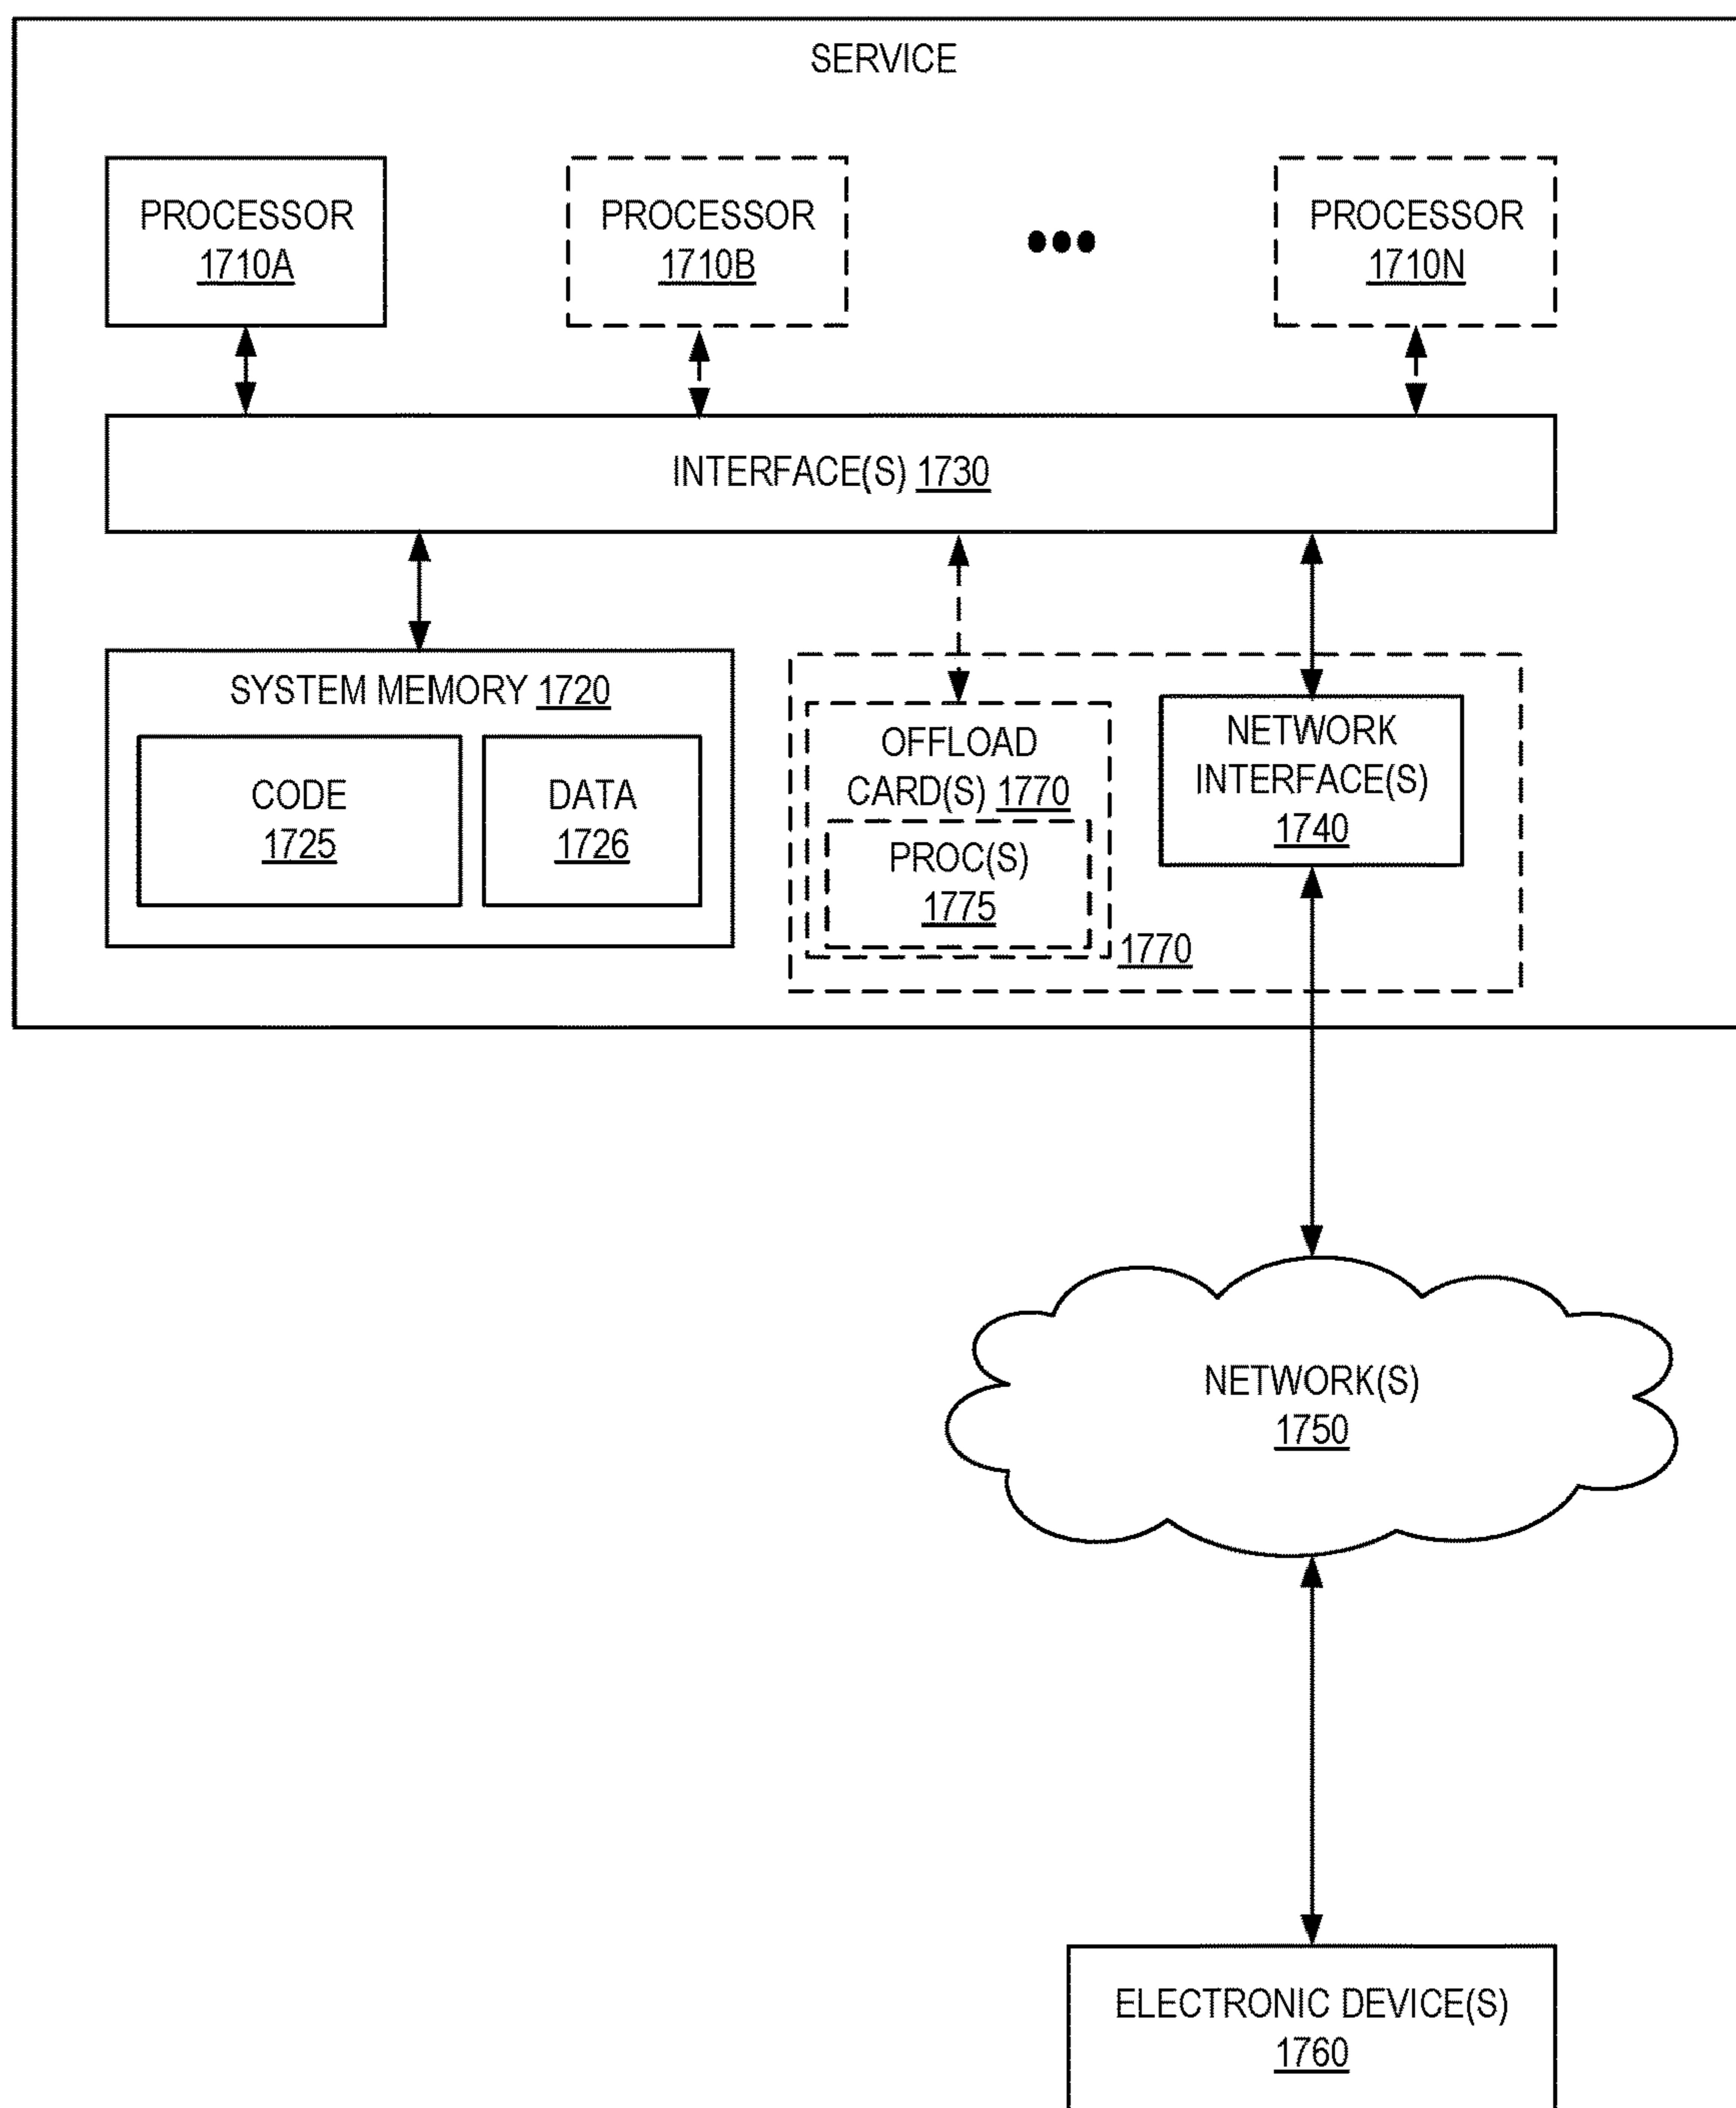 SERVICE
PROCESSOR
1710A
PROCESSOR
1710B
PROCESSOR
1710N
INTERFACE(S) 1730
SYSTEM MEMORY 1720
CODE
1725
DATA
1726
OFFLOAD
CARD(S) 1770
PROC(S)
1775
1770
NETWORK
INTERFACE(S)
1740
NETWORK(S)
1750
ELECTRONIC DEVICE(S)
1760